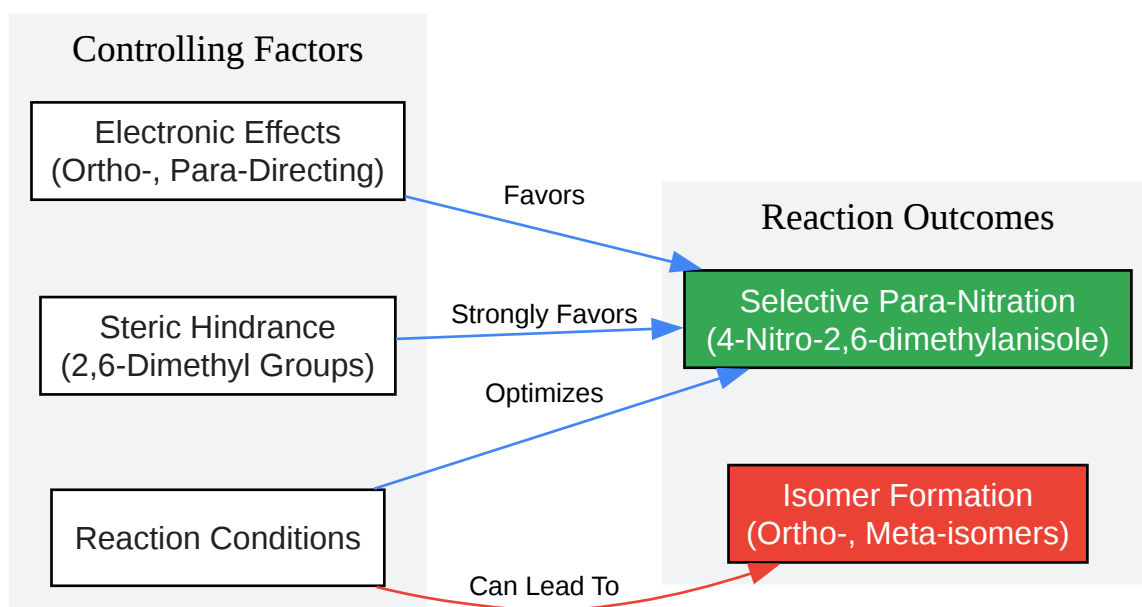 Controlling Factors
Electronic Effects
(Ortho-, Para-Directing)
Favors
Reaction Outcomes
Steric Hindrance
(2,6-Dimethyl Groups)
Strongly Favors
Selective Para-Nitration
(4-Nitro-2,6-dimethylanisole)
Optimizes
Reaction Conditions
Isomer Formation
(Ortho-, Meta-isomers)
Can Lead To